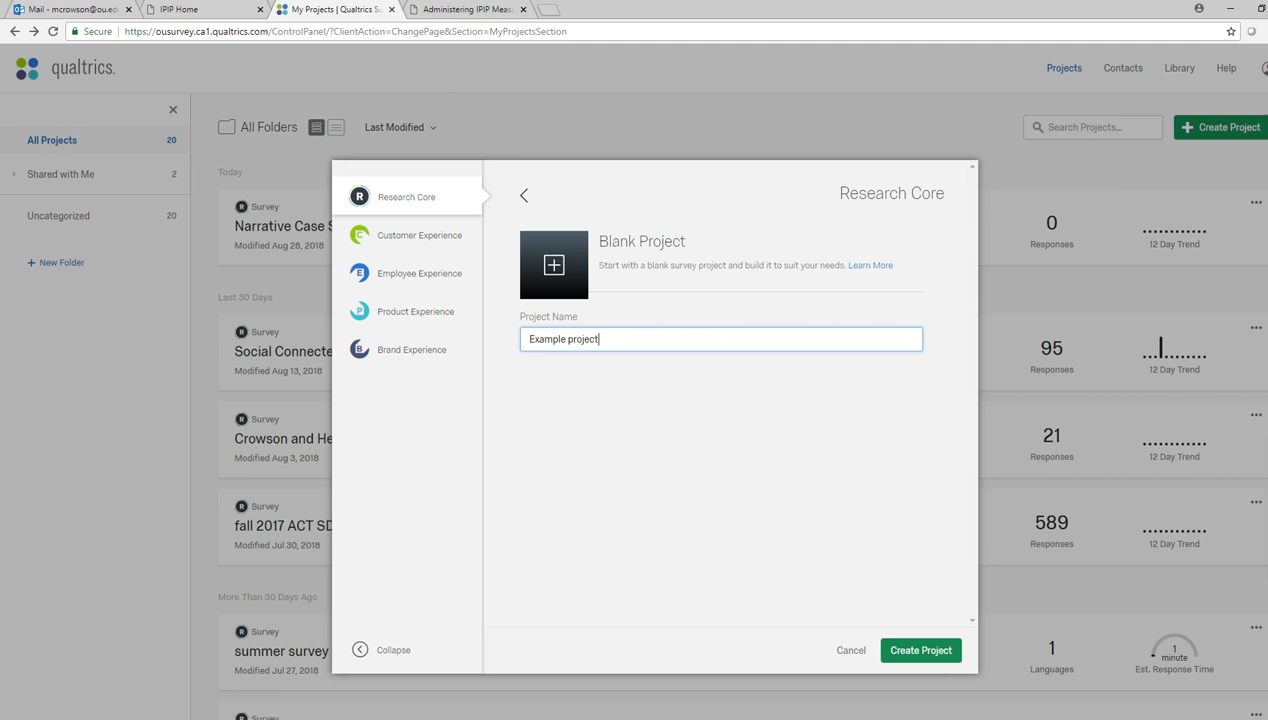 Mail - mcrowson@ou.ed
IPIP Home
My Projects | Qualtrics Su
Administering IPIP Meas
Secure
https://ousurvey.ca1.qualtrics.com/ControlPanel/?ClientAction=ChangePage&Section=MyProjectsSection
qualtrics.
Projects
Contacts
Library
Help
All Projects
20
Shared with Me
2
Uncategorized
20
+ New Folder
All Folders
Last Modified
Search Projects...
+ Create Project
Today
R Survey
Narrative Case S
Modified Aug 28, 2018
0
Responses
12 Day Trend
Last 30 Days
R Survey
Social Connecte
Modified Aug 13, 2018
95
Responses
12 Day Trend
R Survey
Crowson and He
Modified Aug 3, 2018
21
Responses
12 Day Trend
R Survey
fall 2017 ACT SD
Modified Jul 30, 2018
589
Responses
12 Day Trend
More Than 30 Days Ago
R Survey
summer survey
Modified Jul 27, 2018
1
Languages
1
minute
Est. Response Time
R Survey
R Research Core
C Customer Experience
E Employee Experience
P Product Experience
B Brand Experience
Collapse
Research Core
Blank Project
Start with a blank survey project and build it to suit your needs. Learn More
Project Name
Example project
Cancel
Create Project